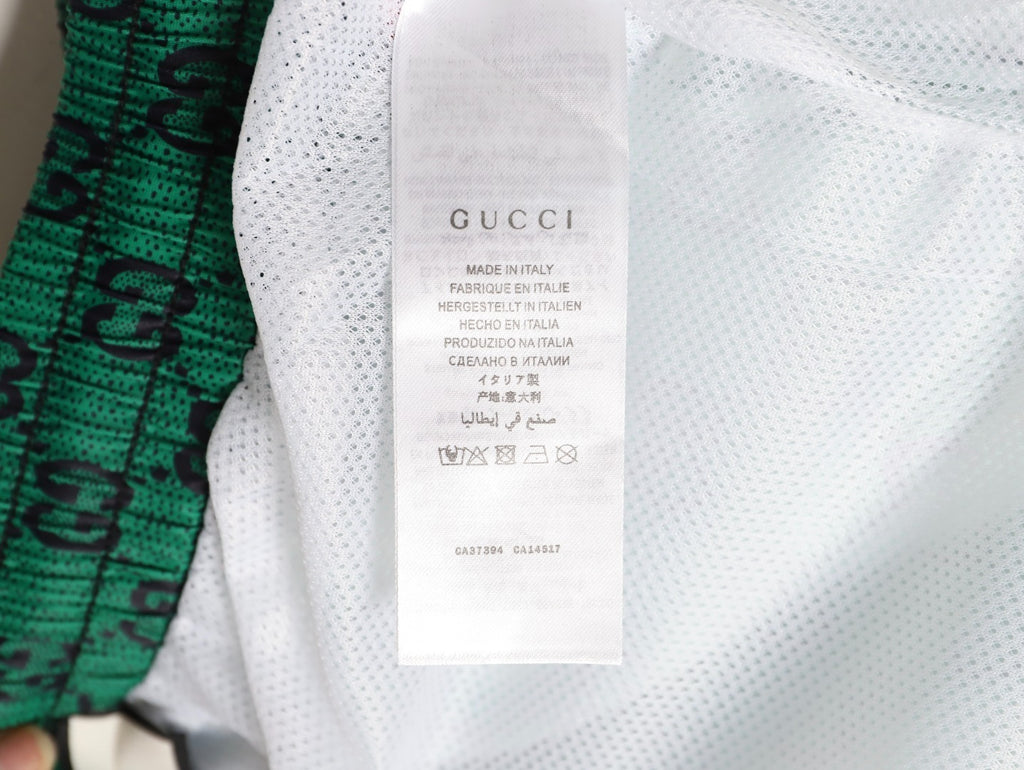 GUCCI
MADE IN ITALY
FABRIQUE EN ITALIE
HERGESTELLT IN ITALIEN
HECHO EN ITALIA
PRODUZIDO NA ITALIA
СДЕЛАНО В ИТАЛИИ
イタリア製
产地:意大利
صنع في إيطاليا
CA37394 CA14517